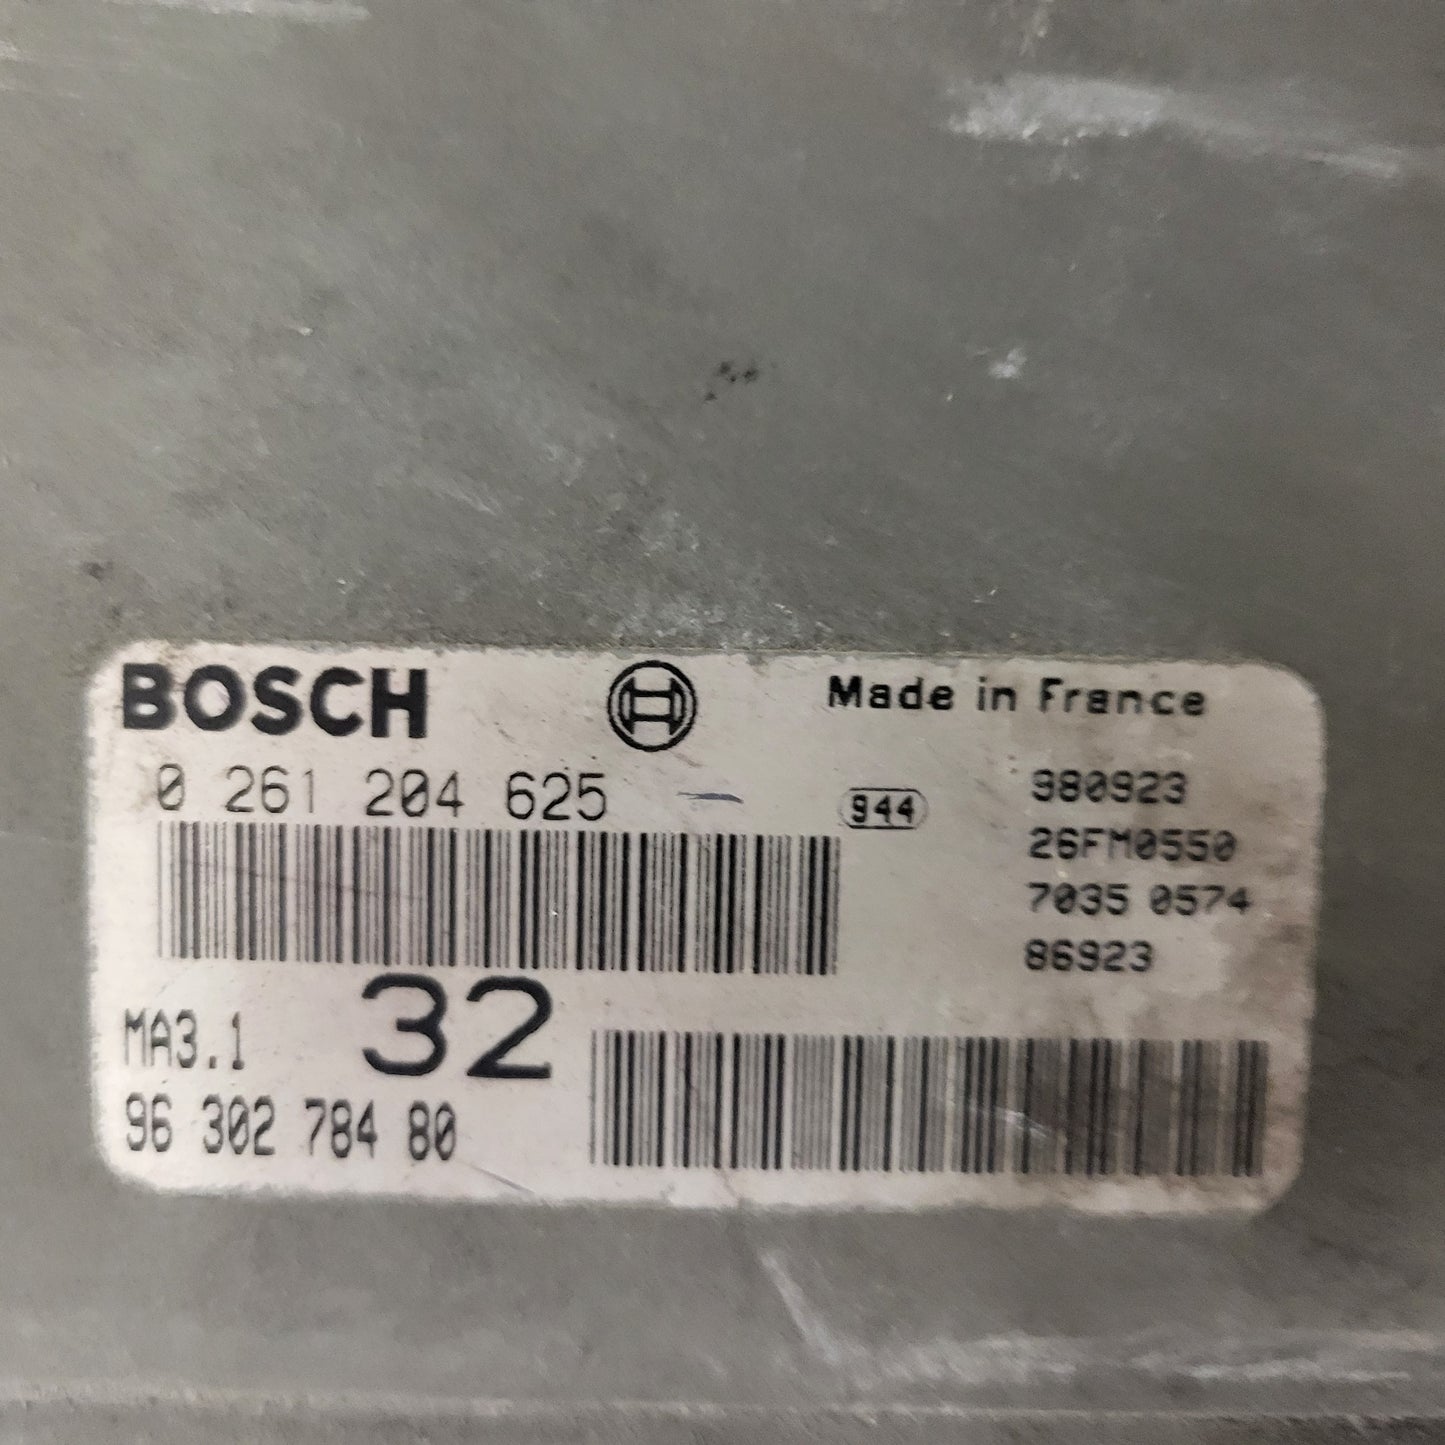 BOSCH
Made in France
0 261 204 625
944
980923
26FM0550
7035 0574
86923
MA3.1
32
96 302 784 80